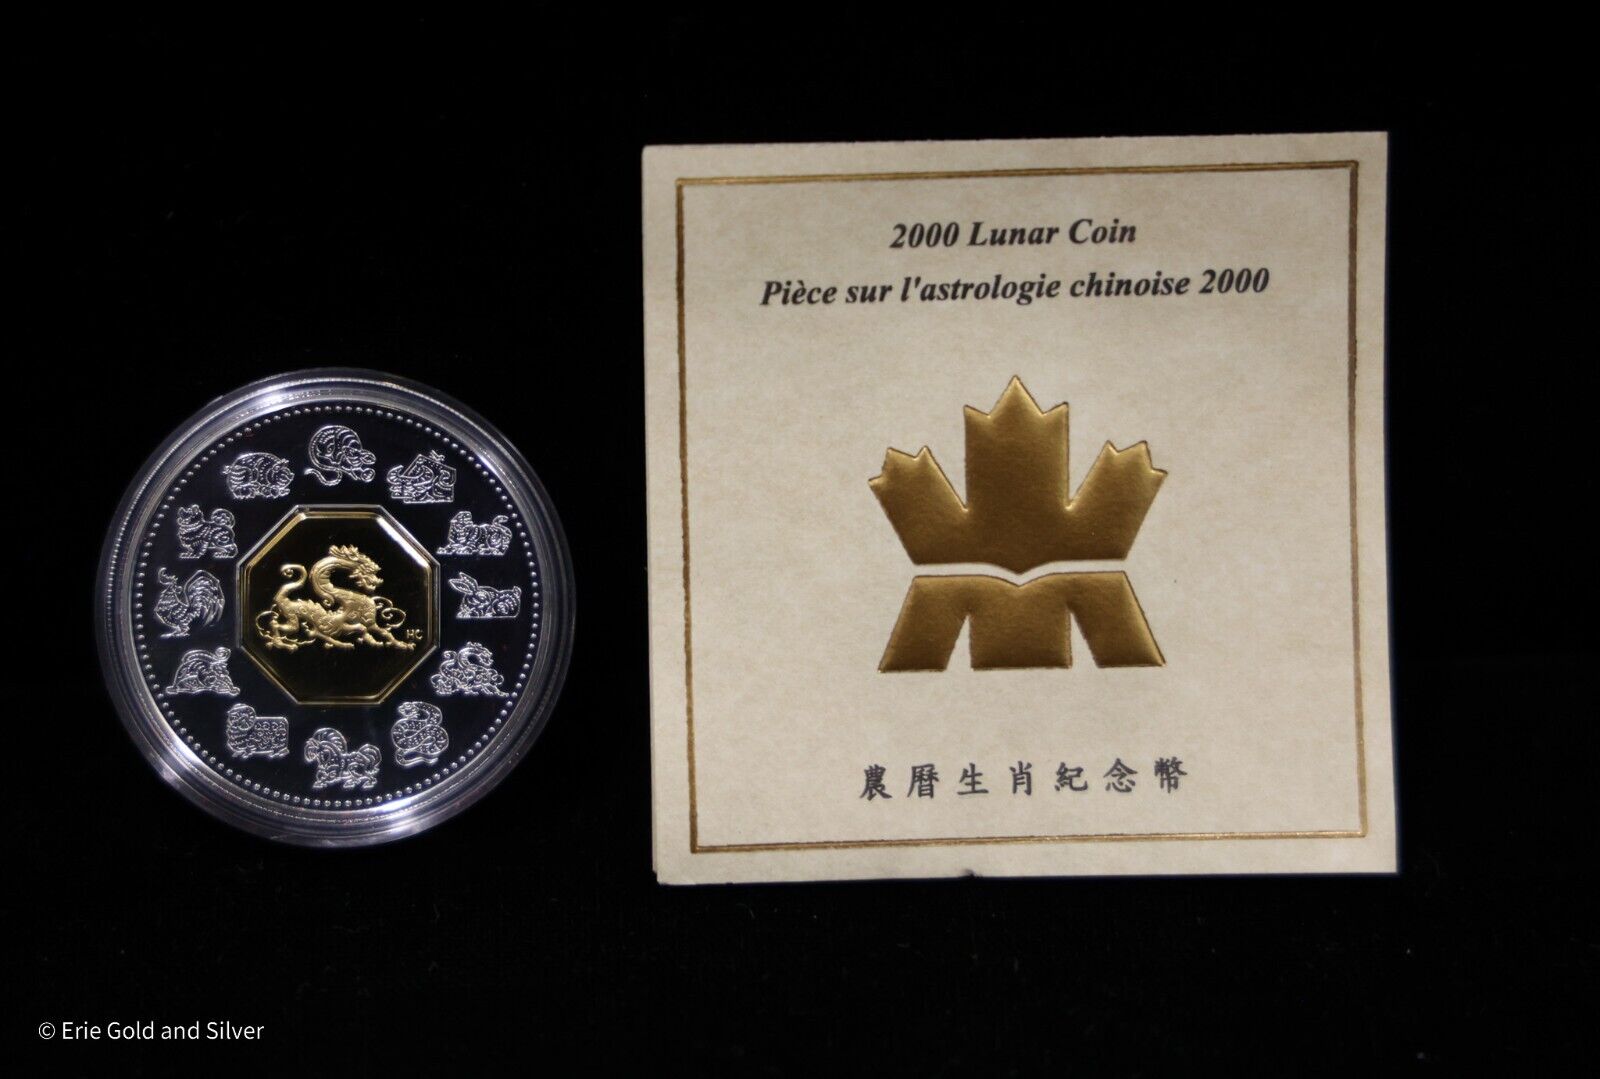 2000 Lunar Coin
Pièce sur l'astrologie chinoise 2000
HC
農曆生肖紀念幣
© Erie Gold and Silver